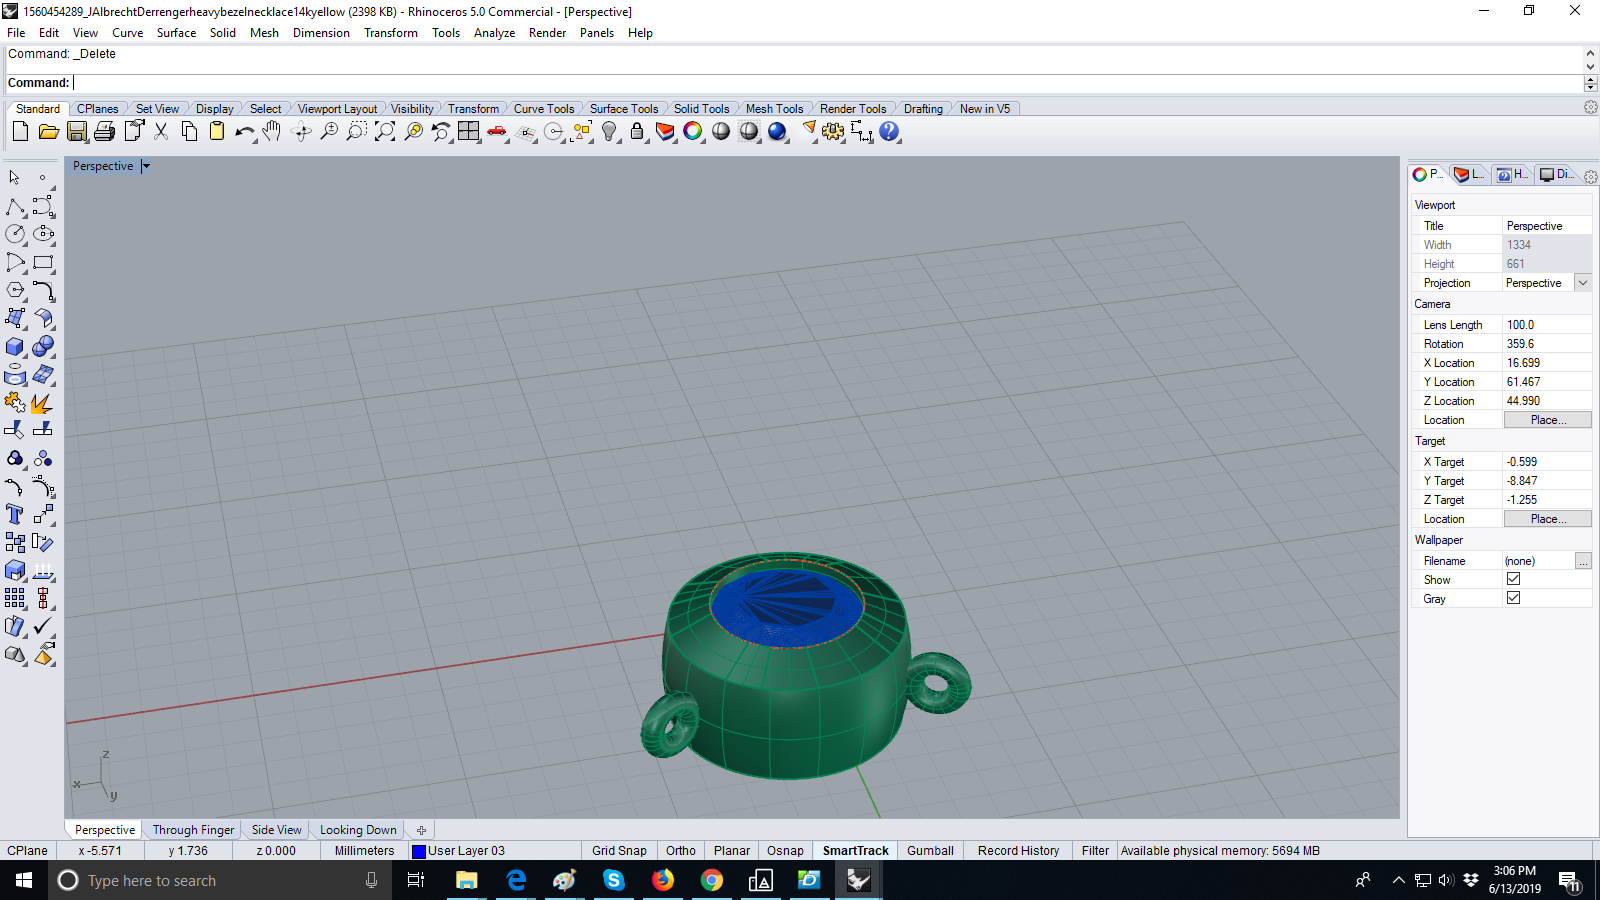 1560454289_JAlbrechtDerrengerheavybezelnecklace14kyellow (2398 KB) - Rhinoceros 5.0 Commercial - [Perspective]
File Edit View Curve Surface Solid Mesh Dimension Transform Tools Analyze Render Panels Help
Command: _Delete
Command:
Standard CPlanes Set View Display Select Viewport Layout Visibility Transform Curve Tools Surface Tools Solid Tools Mesh Tools Render Tools Drafting New in V5
Perspective
P... L... H... Di...
Viewport
Title Perspective
Width 1334
Height 661
Projection Perspective
Camera
Lens Length 100.0
Rotation 359.6
X Location 16.699
Y Location 61.467
Z Location 44.990
Location Place...
Target
X Target -0.599
Y Target -8.847
Z Target -1.255
Location Place...
Wallpaper
Filename (none) ...
Show
Gray
z
x
y
Perspective Through Finger Side View Looking Down
CPlane x -5.571 y 1.736 z 0.000 Millimeters User Layer 03 Grid Snap Ortho Planar Osnap SmartTrack Gumball Record History Filter Available physical memory: 5694 MB
Type here to search
3:06 PM
6/13/2019
11